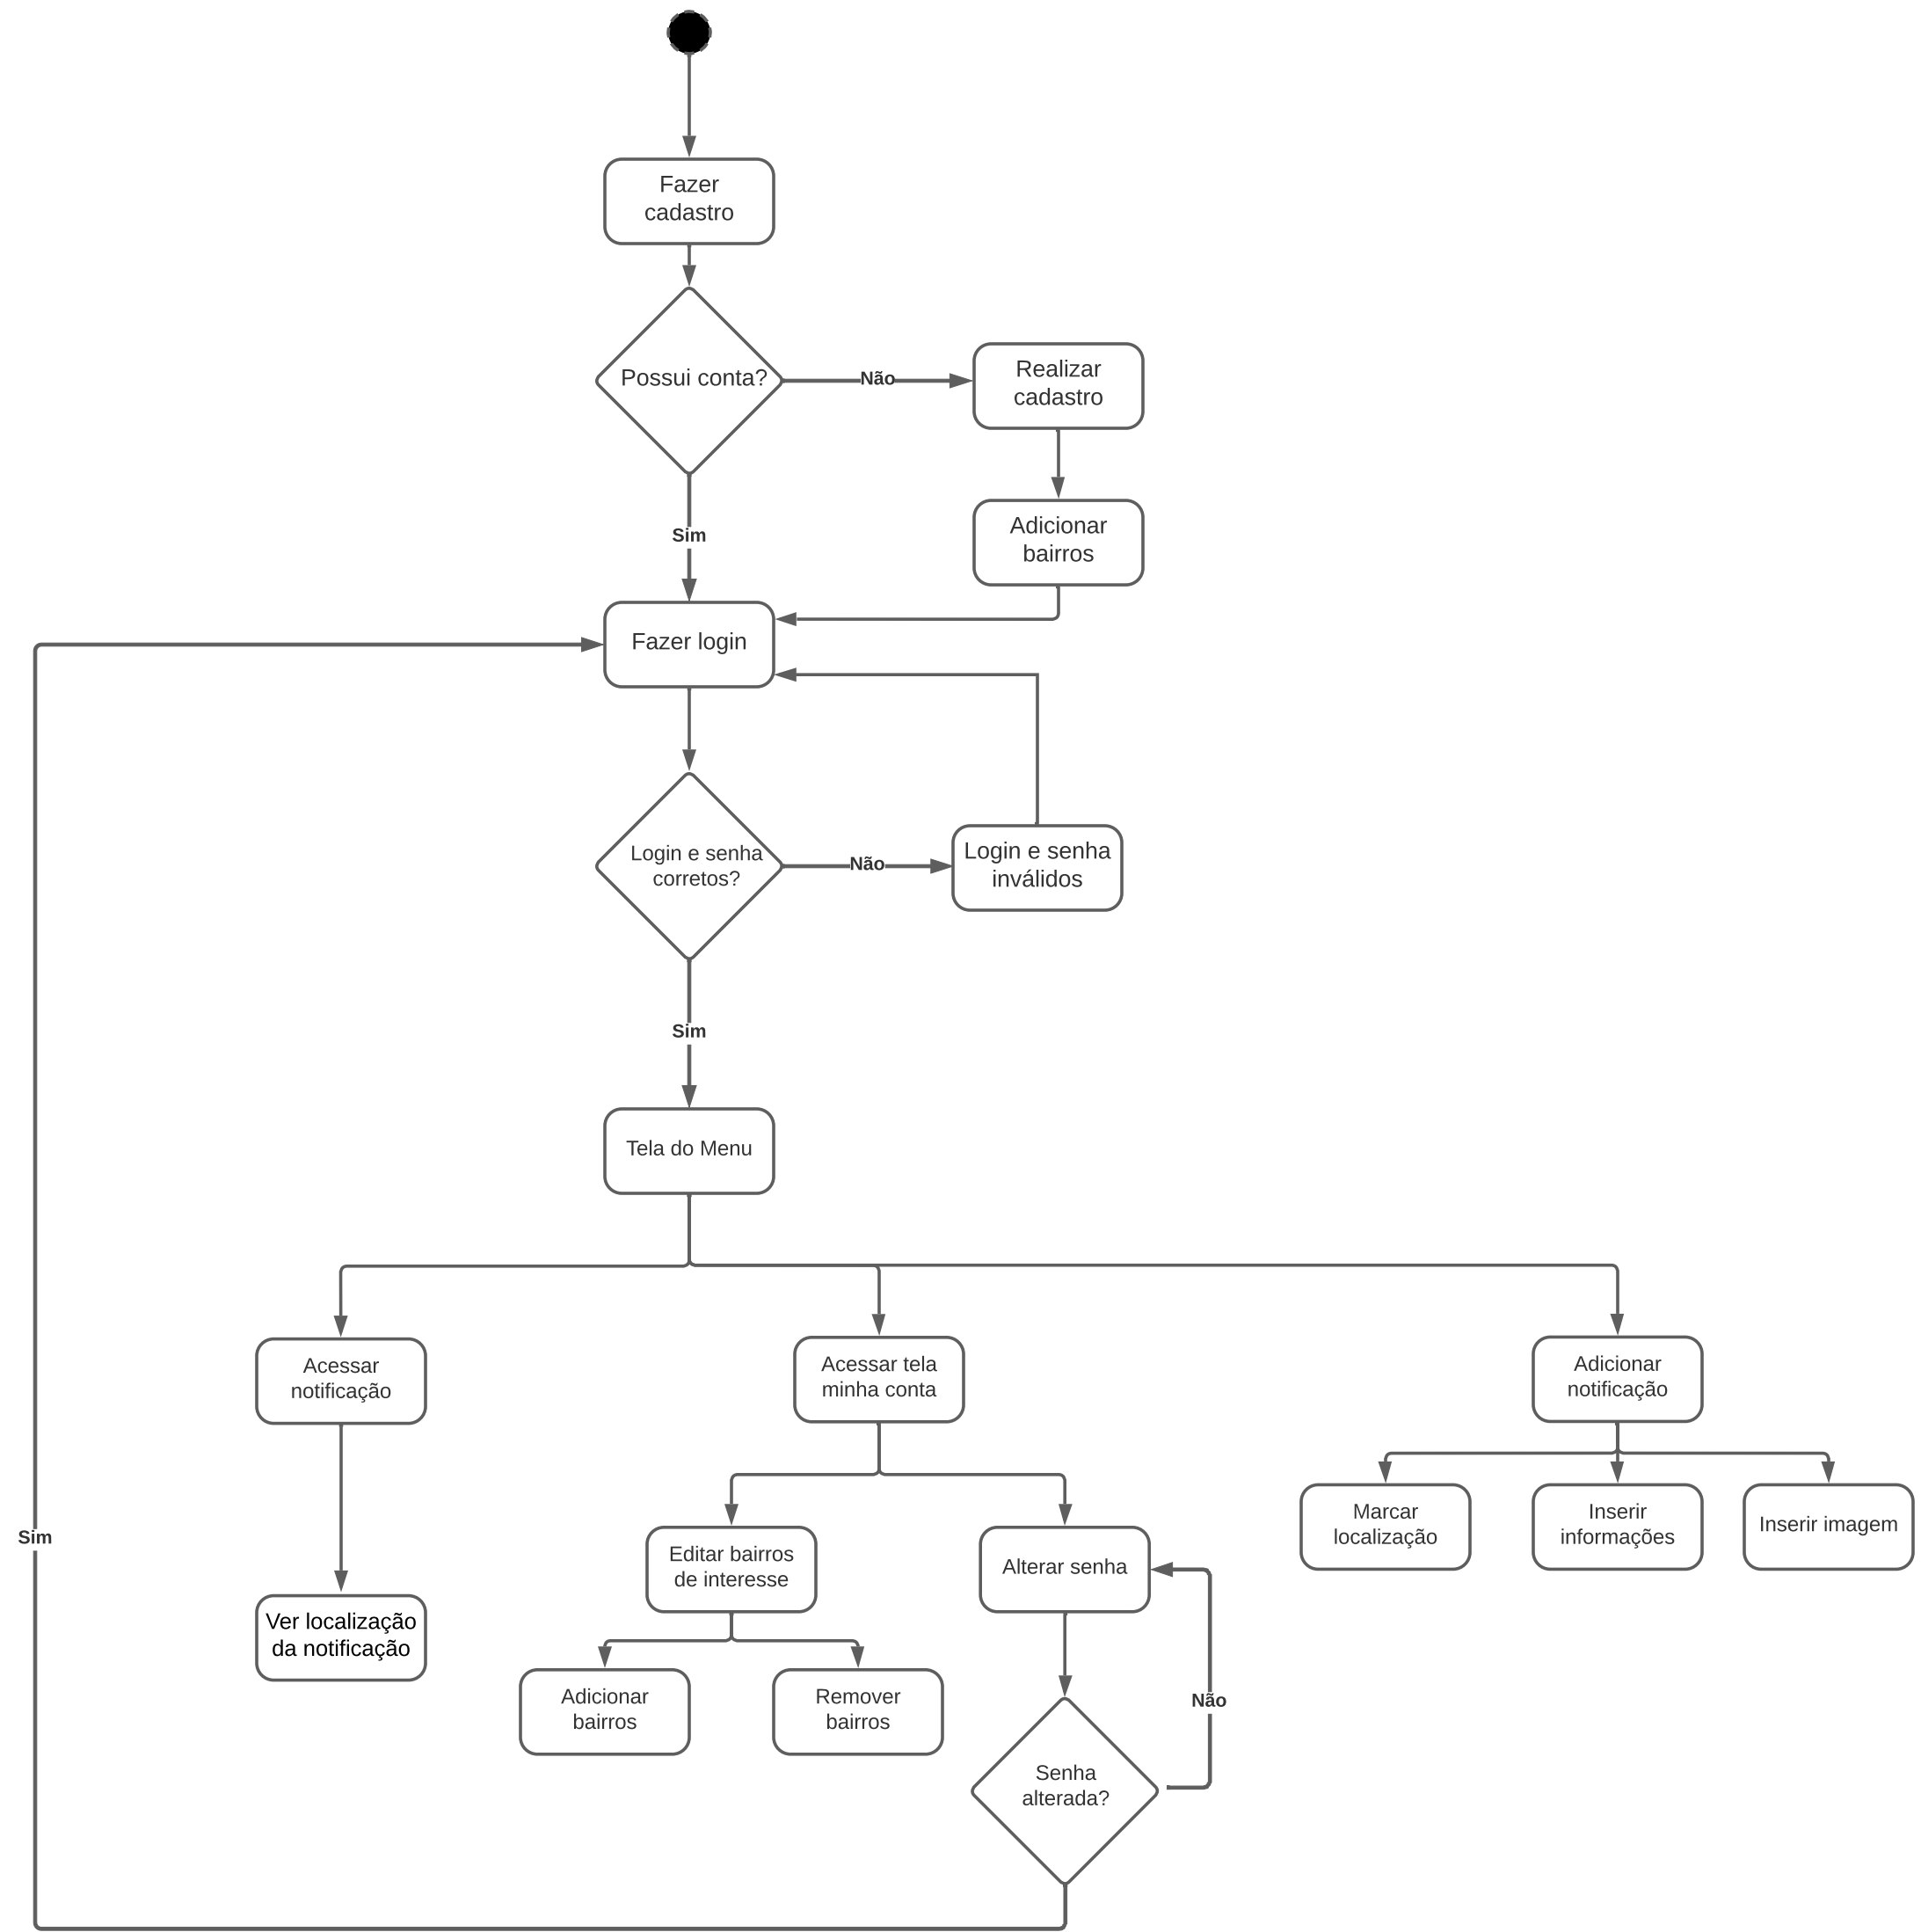 Fazer
cadastro
Possui conta?
Não
Realizar
cadastro
Adicionar
bairros
Sim
Fazer login
Login e senha
corretos?
Não
Login e senha
inválidos
Sim
Tela do Menu
Acessar
notificação
Acessar tela
minha conta
Adicionar
notificação
Marcar
localização
Inserir
informações
Inserir imagem
Sim
Editar bairros
de interesse
Alterar senha
Ver localização
da notificação
Adicionar
bairros
Remover
bairros
Não
Senha
alterada?